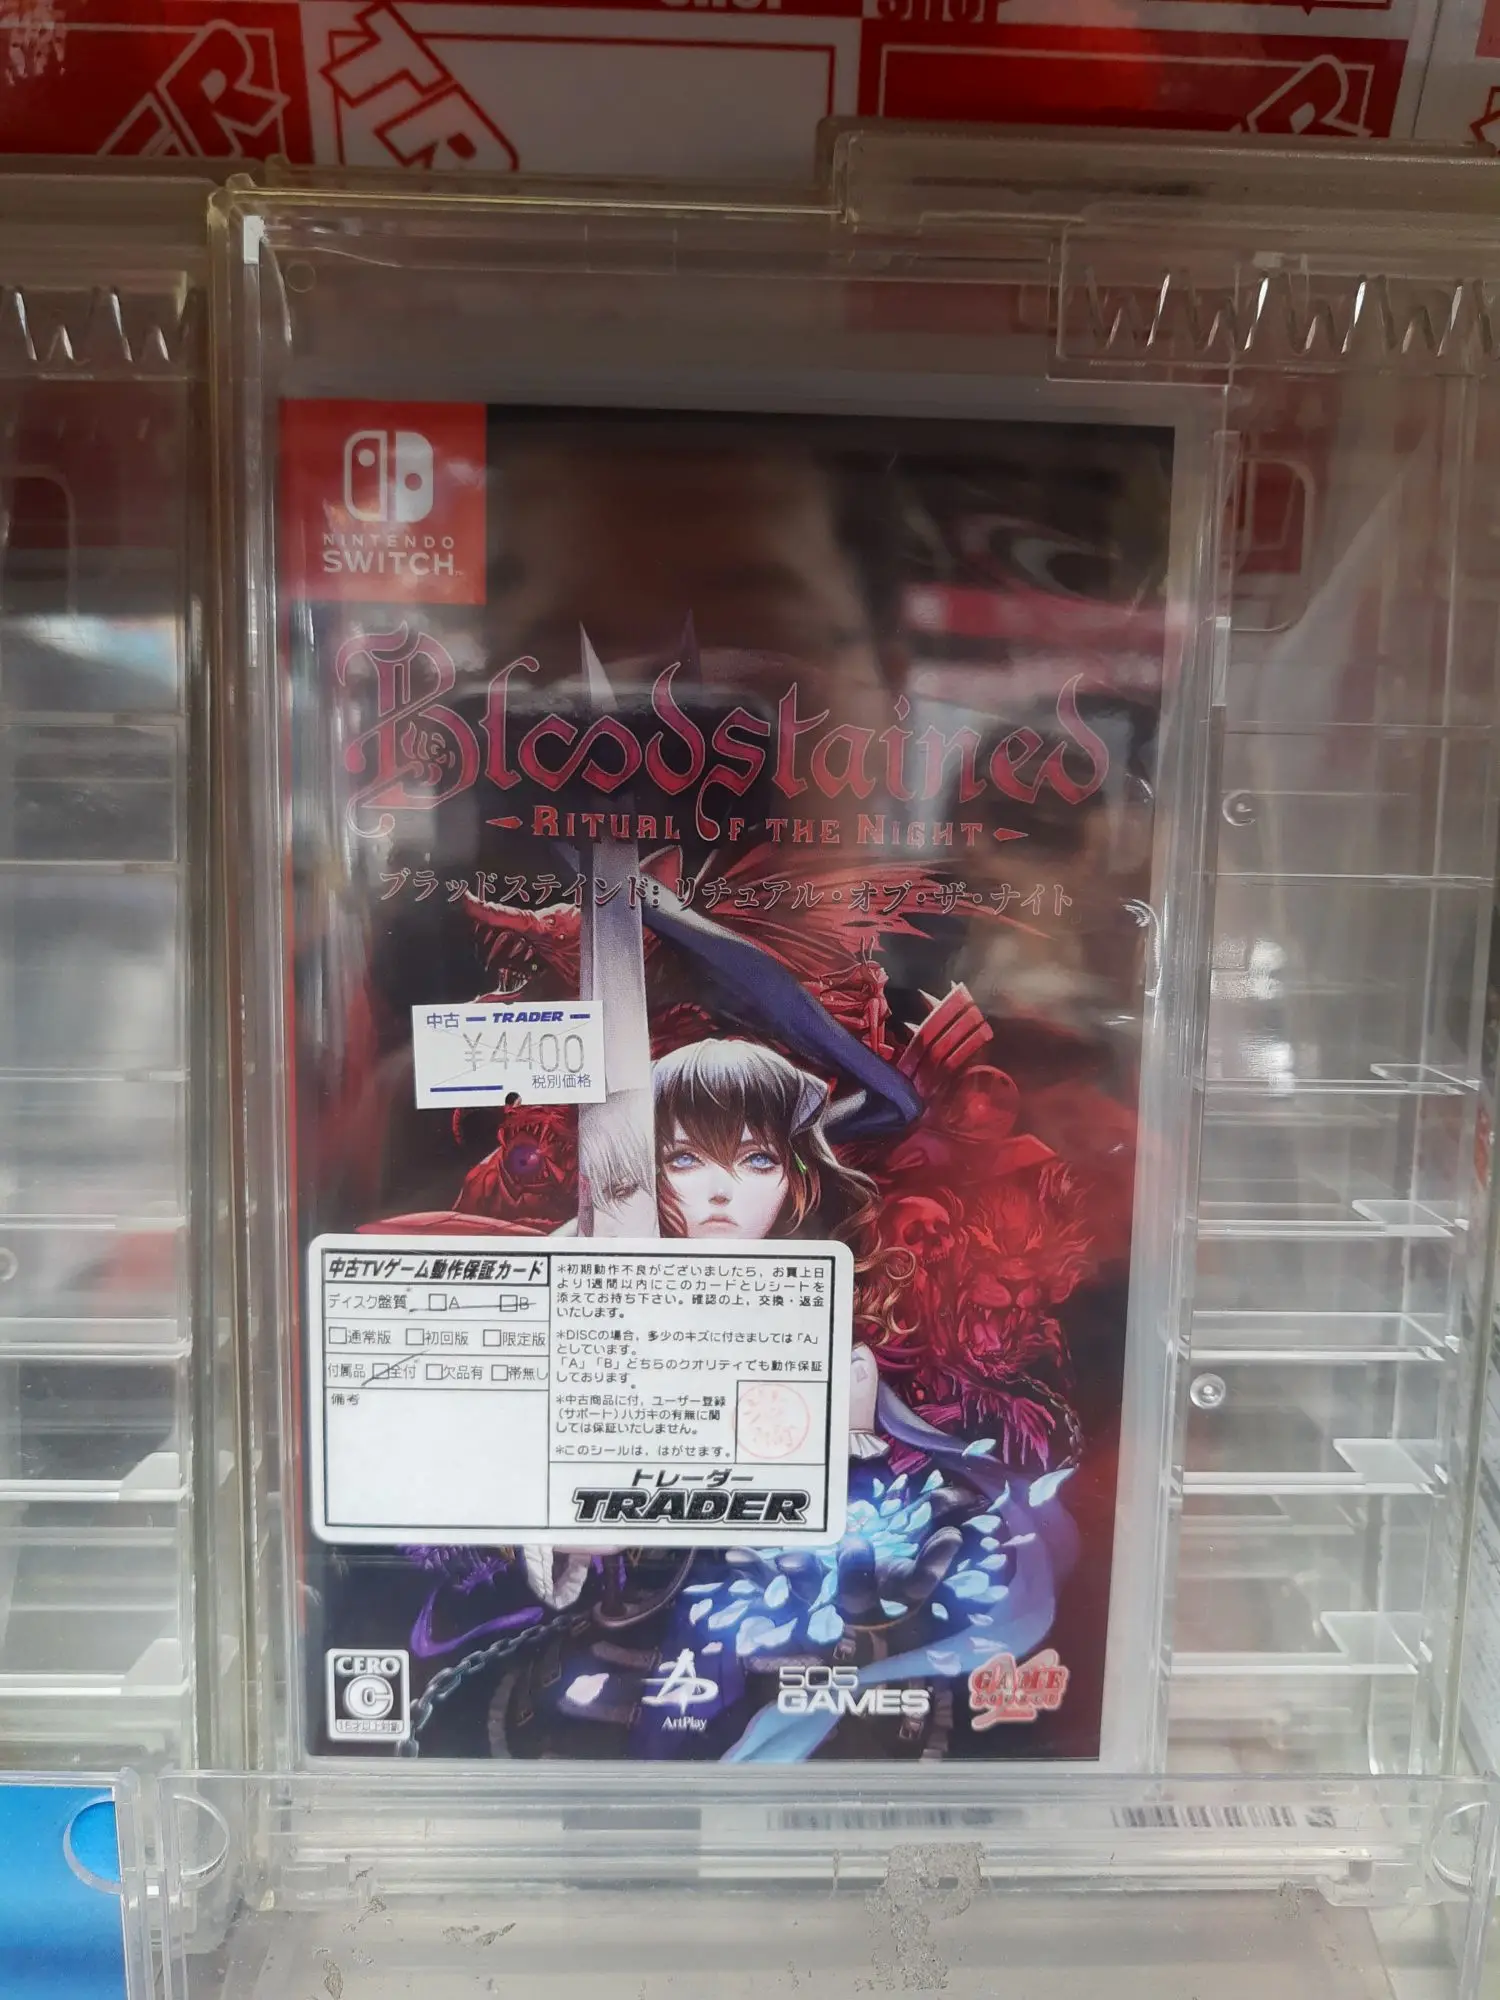 NINTENDO
SWITCH
Bloodstained
RITUAL OF THE NIGHT
ブラッドステインド:リチュアル・オブ・ザ・ナイト
中古 TRADER
¥4400
税別価格
中古TVゲーム動作保証カード
ディスク盤質* □A □B
□通常版 □初回版 □限定版
付属品 □全付* □欠品有 □帯無し
備考
*初期動作不良がございましたら、お買上日
より1週間以内にこのカードとレシートを
添えてお持ち下さい。確認の上、交換・返金
いたします。
*DISCの場合、多少のキズに付きましては「A」
としています。
「A」「B」どちらのクオリティでも動作保証
しております。
*中古商品に付、ユーザー登録
(サポート)ハガキの有無に関
しては保証いたしません。
*このシールは、はがせます。
トレーダー
TRADER
CERO
C
15才以上対象
ArtPlay
505
GAMES
GAME
SOURCE